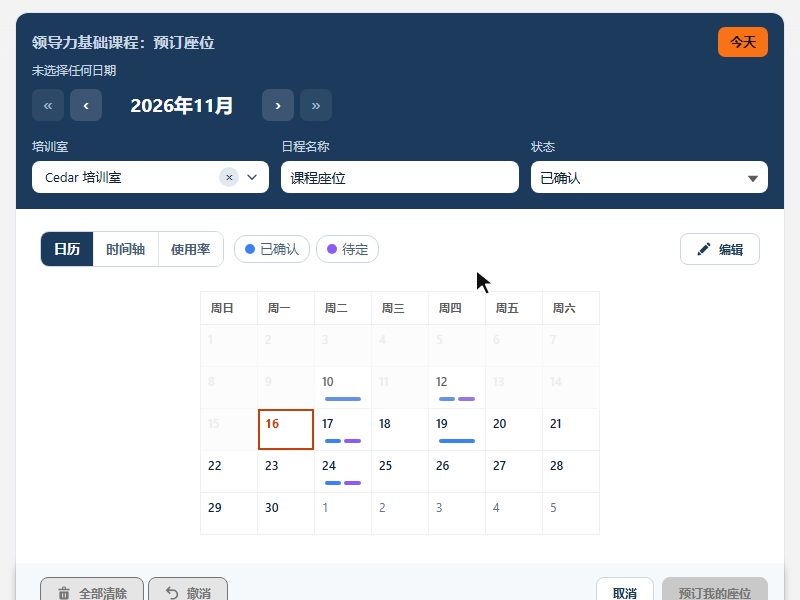 领导力基础课程：预订座位
今天
未选择任何日期
« ‹ 2026年11月 › »
培训室 日程名称 状态
Cedar 培训室 × 课程座位 已确认
日历 时间轴 使用率 已确认 待定 编辑
周日 周一 周二 周三 周四 周五 周六
1 2 3 4 5 6 7
8 9 10 11 12 13 14
15 16 17 18 19 20 21
22 23 24 25 26 27 28
29 30 1 2 3 4 5
全部清除 撤消 取消 预订我的座位